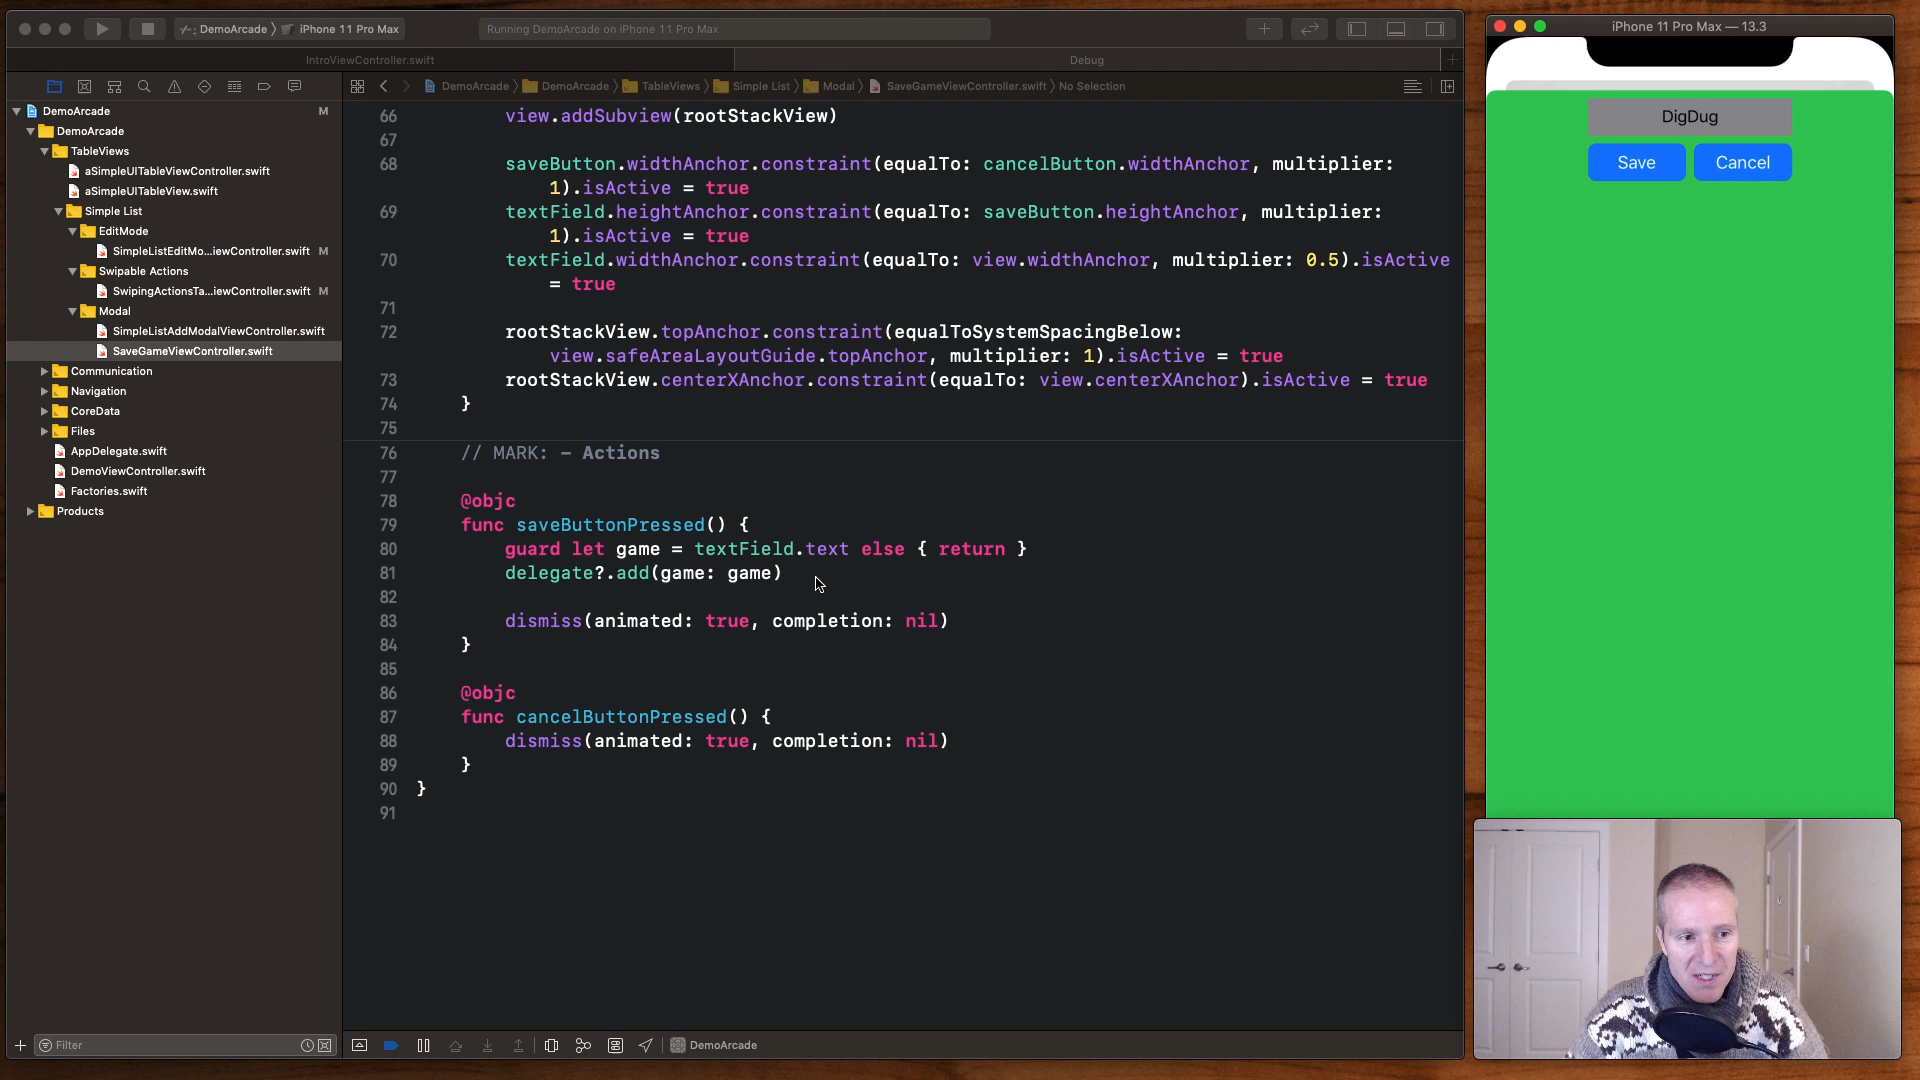 DemoArcade 〉 iPhone 11 Pro Max
Running DemoArcade on iPhone 11 Pro Max
IntroViewController.swift
Debug
DemoArcade 〉 DemoArcade 〉 TableViews 〉 Simple List 〉 Modal 〉 SaveGameViewController.swift 〉 No Selection
DemoArcade M
DemoArcade
TableViews
aSimpleUITableViewController.swift
aSimpleUITableView.swift
Simple List
EditMode
SimpleListEditMo...iewController.swift M
Swipable Actions
SwipingActionsTa...iewController.swift M
Modal
SimpleListAddModalViewController.swift
SaveGameViewController.swift
Communication
Navigation
CoreData
Files
AppDelegate.swift
DemoViewController.swift
Factories.swift
Products
Filter
66 view.addSubview(rootStackView)
67
68 saveButton.widthAnchor.constraint(equalTo: cancelButton.widthAnchor, multiplier:
1).isActive = true
69 textField.heightAnchor.constraint(equalTo: saveButton.heightAnchor, multiplier:
1).isActive = true
70 textField.widthAnchor.constraint(equalTo: view.widthAnchor, multiplier: 0.5).isActive
= true
71
72 rootStackView.topAnchor.constraint(equalToSystemSpacingBelow:
view.safeAreaLayoutGuide.topAnchor, multiplier: 1).isActive = true
73 rootStackView.centerXAnchor.constraint(equalTo: view.centerXAnchor).isActive = true
74 }
75
76 // MARK: - Actions
77
78 @objc
79 func saveButtonPressed() {
80 guard let game = textField.text else { return }
81 delegate?.add(game: game)
82
83 dismiss(animated: true, completion: nil)
84 }
85
86 @objc
87 func cancelButtonPressed() {
88 dismiss(animated: true, completion: nil)
89 }
90 }
91
DemoArcade
iPhone 11 Pro Max — 13.3
DigDug
Save
Cancel